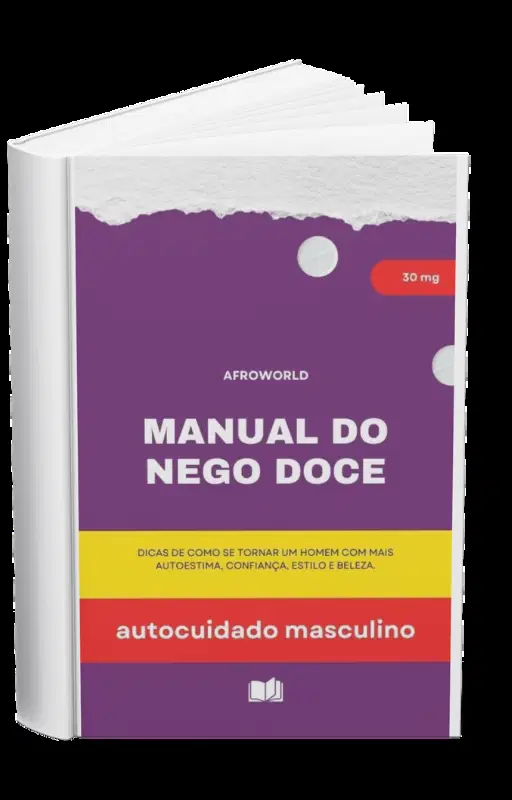 30 mg
AFROWORLD
MANUAL DO
NEGO DOCE
DICAS DE COMO SE TORNAR UM HOMEM COM MAIS
AUTOESTIMA, CONFIANÇA, ESTILO E BELEZA.
autocuidado masculino